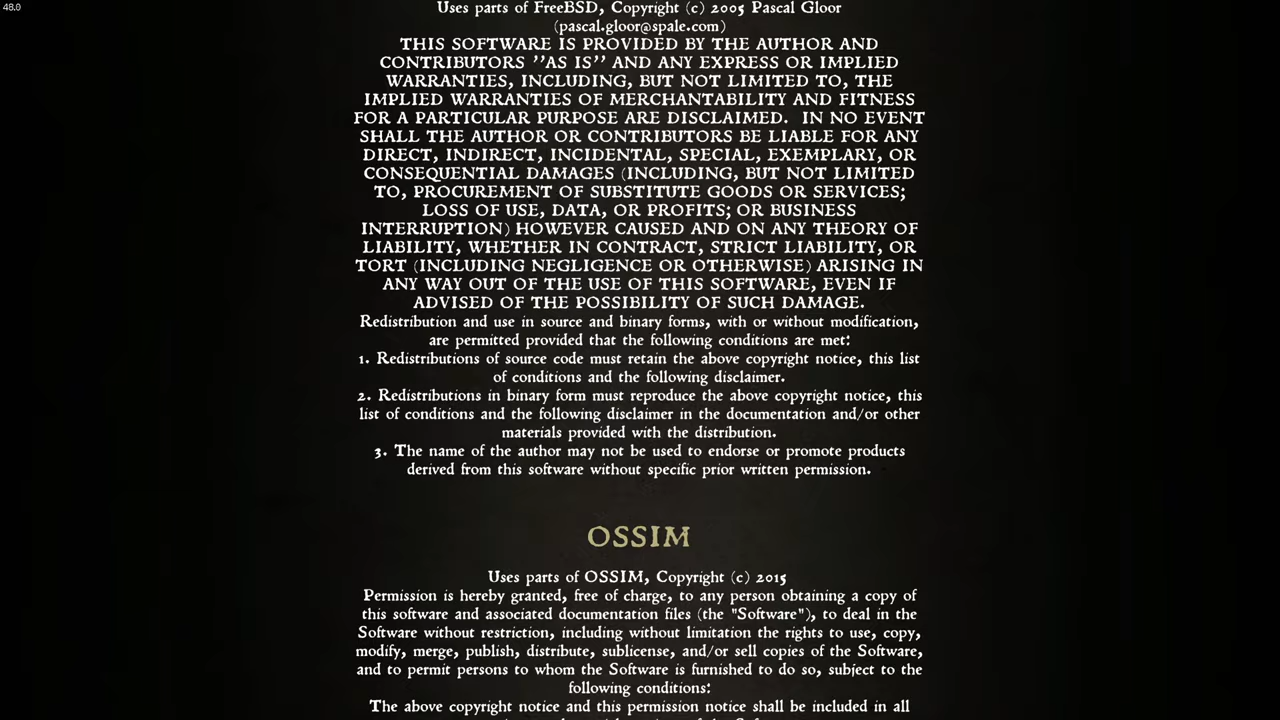 48.0
Uses parts of FreeBSD, Copyright (c) 2005 Pascal Gloor
(pascal.gloor@spale.com)
THIS SOFTWARE IS PROVIDED BY THE AUTHOR AND
CONTRIBUTORS ''AS IS'' AND ANY EXPRESS OR IMPLIED
WARRANTIES, INCLUDING, BUT NOT LIMITED TO, THE
IMPLIED WARRANTIES OF MERCHANTABILITY AND FITNESS
FOR A PARTICULAR PURPOSE ARE DISCLAIMED.  IN NO EVENT
SHALL THE AUTHOR OR CONTRIBUTORS BE LIABLE FOR ANY
DIRECT, INDIRECT, INCIDENTAL, SPECIAL, EXEMPLARY, OR
CONSEQUENTIAL DAMAGES (INCLUDING, BUT NOT LIMITED
TO, PROCUREMENT OF SUBSTITUTE GOODS OR SERVICES;
LOSS OF USE, DATA, OR PROFITS; OR BUSINESS
INTERRUPTION) HOWEVER CAUSED AND ON ANY THEORY OF
LIABILITY, WHETHER IN CONTRACT, STRICT LIABILITY, OR
TORT (INCLUDING NEGLIGENCE OR OTHERWISE) ARISING IN
ANY WAY OUT OF THE USE OF THIS SOFTWARE, EVEN IF
ADVISED OF THE POSSIBILITY OF SUCH DAMAGE.
Redistribution and use in source and binary forms, with or without modification,
are permitted provided that the following conditions are met:
1. Redistributions of source code must retain the above copyright notice, this list
of conditions and the following disclaimer.
2. Redistributions in binary form must reproduce the above copyright notice, this
list of conditions and the following disclaimer in the documentation and/or other
materials provided with the distribution.
3. The name of the author may not be used to endorse or promote products
derived from this software without specific prior written permission.
OSSIM
Uses parts of OSSIM, Copyright (c) 2015
Permission is hereby granted, free of charge, to any person obtaining a copy of
this software and associated documentation files (the "Software"), to deal in the
Software without restriction, including without limitation the rights to use, copy,
modify, merge, publish, distribute, sublicense, and/or sell copies of the Software,
and to permit persons to whom the Software is furnished to do so, subject to the
following conditions:
The above copyright notice and this permission notice shall be included in all